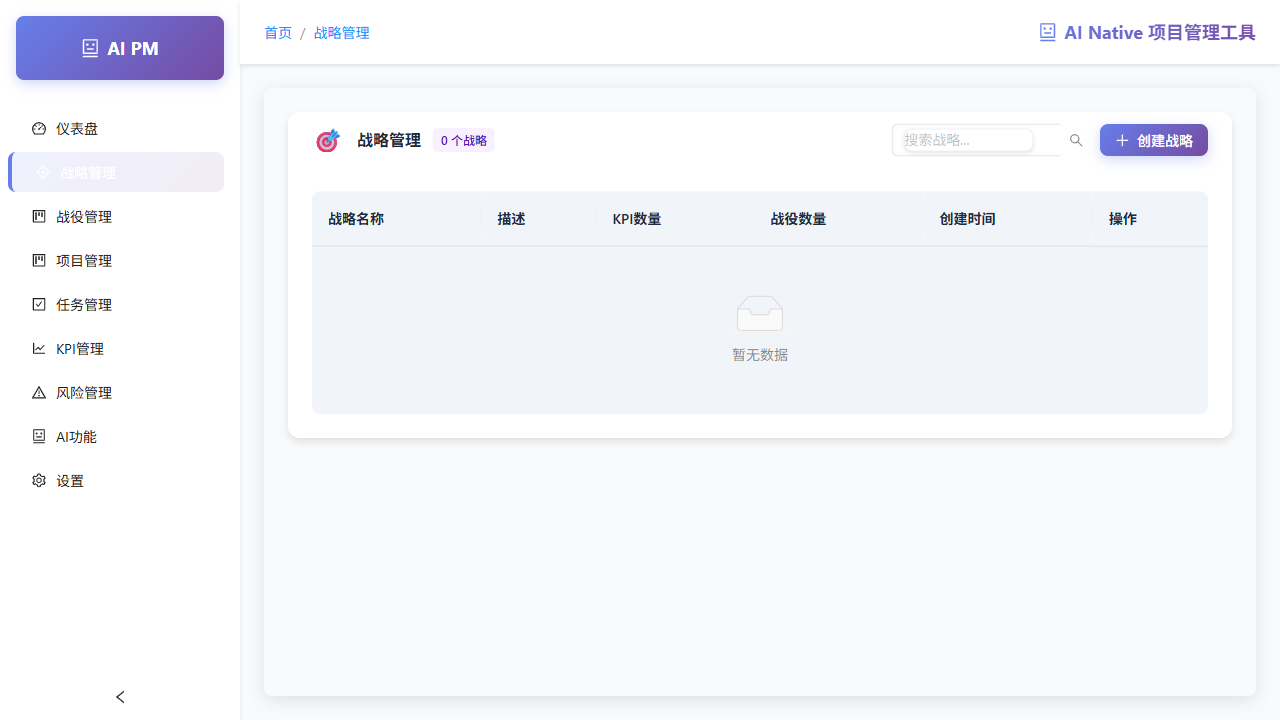 AI PM
首页 / 战略管理
AI Native 项目管理工具
仪表盘
战略管理
战役管理
项目管理
任务管理
KPI管理
风险管理
AI功能
设置
战略管理 0 个战略
搜索战略...
创建战略
战略名称 描述 KPI数量 战役数量 创建时间 操作
暂无数据